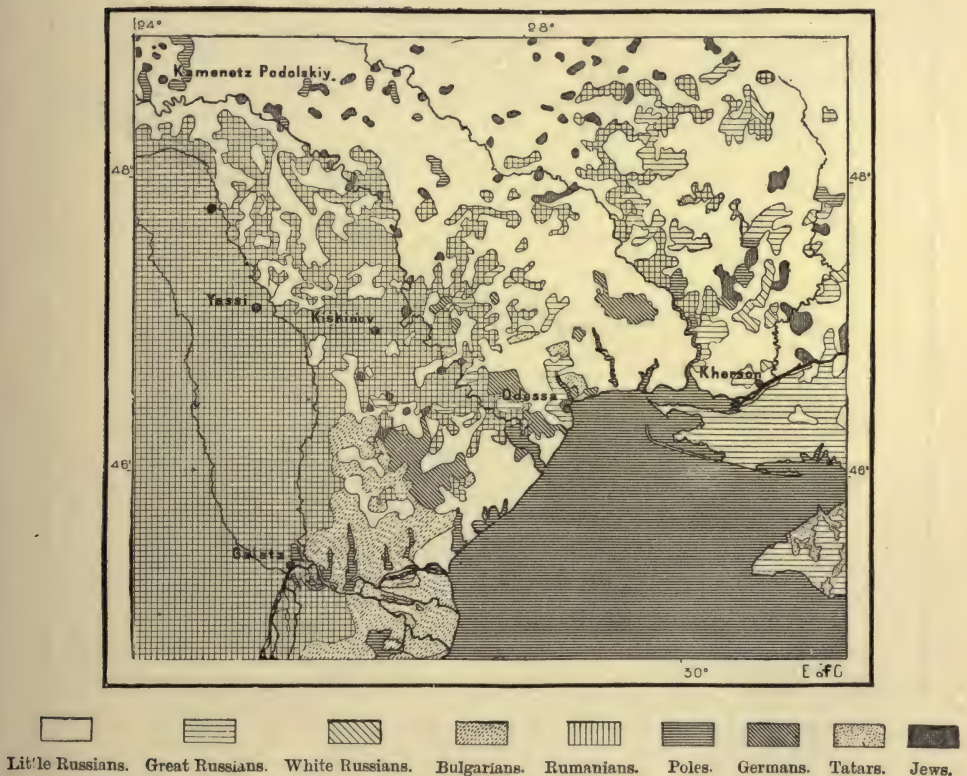 24° 28°
Kamenetz Podolskiy.
48° 48°
Yassi
Kishinov
Kherson
Odessa
46° 46°
Galatz
30° E of G
Little Russians. Great Russians. White Russians. Bulgarians. Rumanians. Poles. Germans. Tatars. Jews.